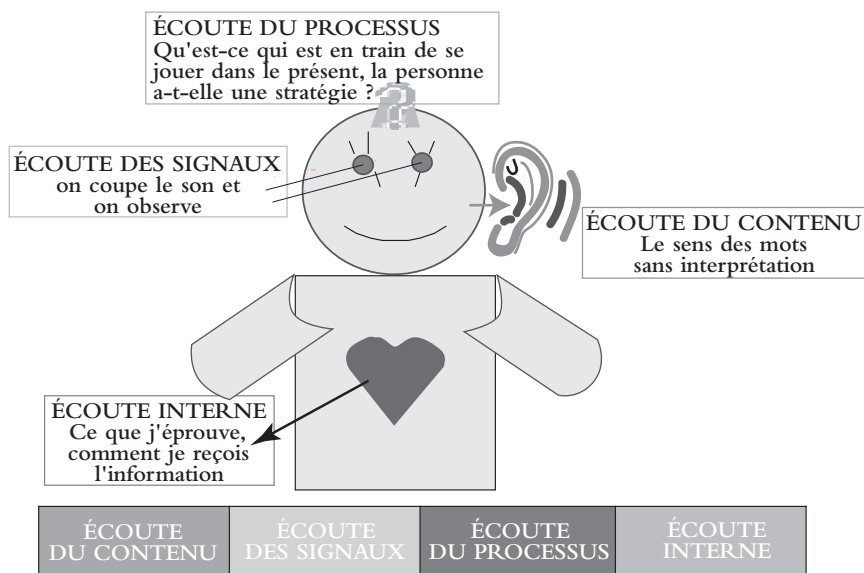 ÉCOUTE DU PROCESSUS
Qu'est-ce qui est en train de se
jouer dans le présent, la personne
a-t-elle une stratégie ?
?
ÉCOUTE DES SIGNAUX
on coupe le son et
on observe
ÉCOUTE DU CONTENU
Le sens des mots
sans interprétation
ÉCOUTE INTERNE
Ce que j'éprouve,
comment je reçois
l'information
ÉCOUTE
DU CONTENU
ÉCOUTE
DES SIGNAUX
ÉCOUTE
DU PROCESSUS
ÉCOUTE
INTERNE